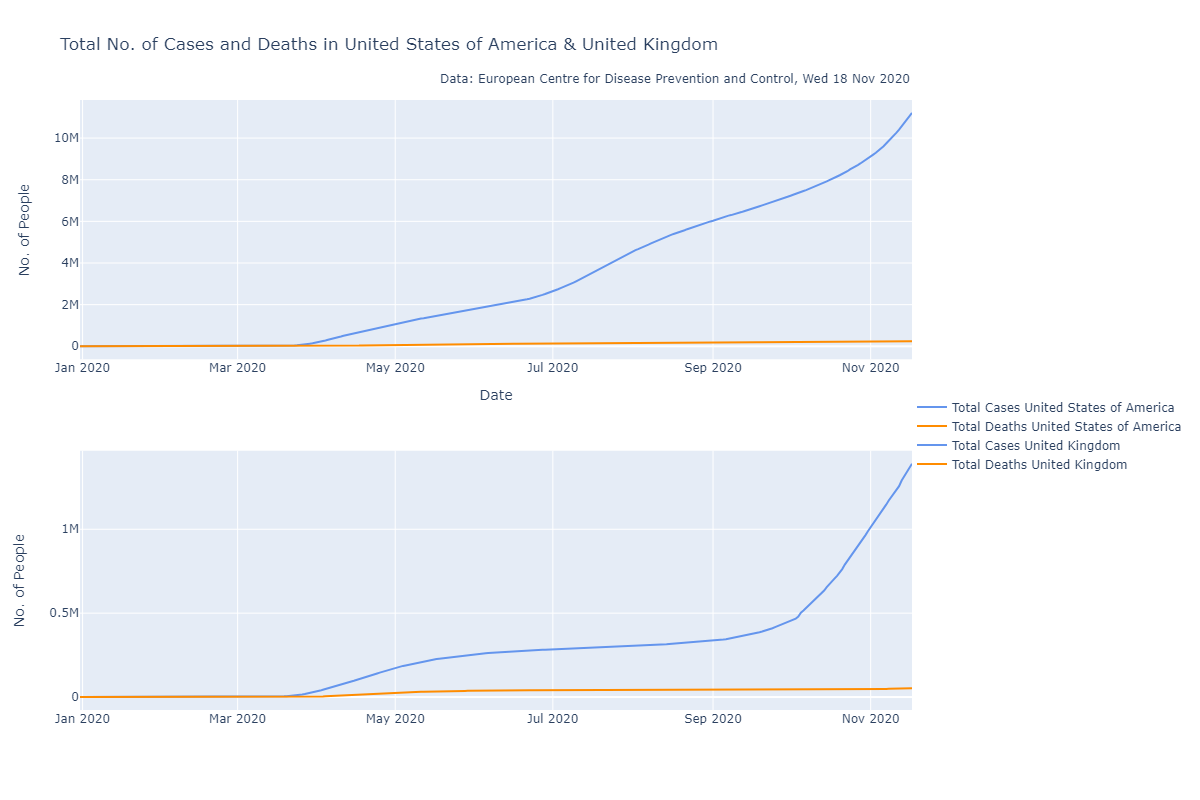 Total No. of Cases and Deaths in United States of America & United Kingdom
Data: European Centre for Disease Prevention and Control, Wed 18 Nov 2020
No. of People
10M
8M
6M
4M
2M
0
Jan 2020 Mar 2020 May 2020 Jul 2020 Sep 2020 Nov 2020
Date
Total Cases United States of America
Total Deaths United States of America
Total Cases United Kingdom
Total Deaths United Kingdom
No. of People
1M
0.5M
0
Jan 2020 Mar 2020 May 2020 Jul 2020 Sep 2020 Nov 2020